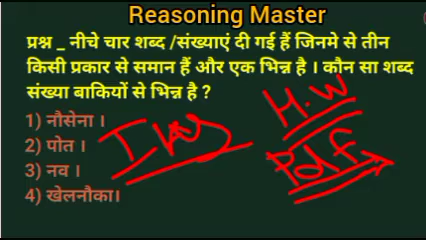 Reasoning Master
प्रश्न _ नीचे चार शब्द /संख्याएं दी गई हैं जिनमे से तीन
किसी प्रकार से समान हैं और एक भिन्न है । कौन सा शब्द
संख्या बाकियों से भिन्न है ?
1) नौसेना ।
2) पोत ।
3) नव ।
4) खेलनौका।
H.W
Pdf